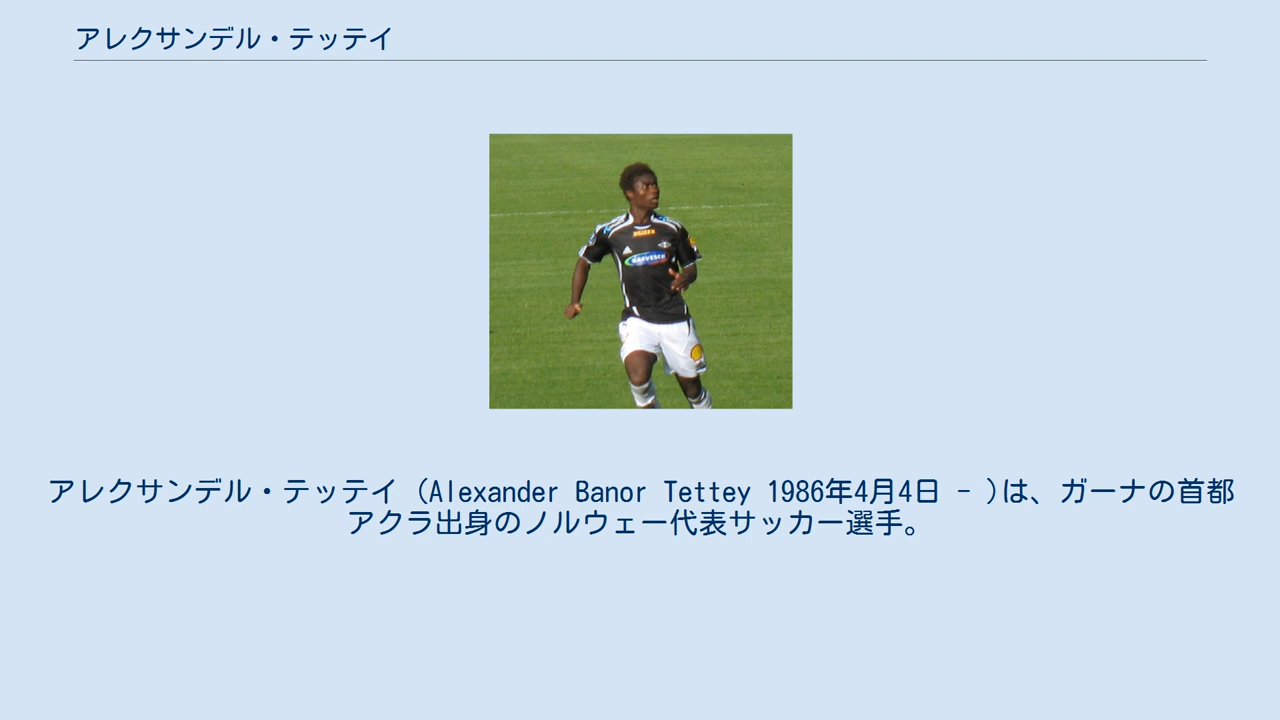 アレクサンデル・テッテイ
NARVESEN
アレクサンデル・テッテイ (Alexander Banor Tettey 1986年4月4日 - )は、ガーナの首都
アクラ出身のノルウェー代表サッカー選手。